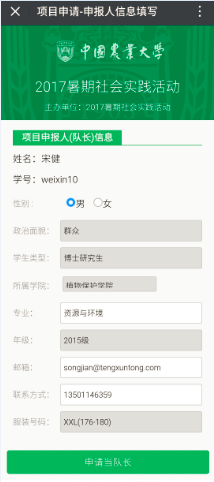 项目申请-申报人信息填写
中国农业大学
2017暑期社会实践活动
主办单位：2017暑期社会实践活动
项目申报人(队长)信息
姓名：宋健
学号：weixin10
性别： 男 女
政治面貌： 群众
学生类型： 博士研究生
所属学院： 植物保护学院
专业： 资源与环境
年级： 2015级
邮箱： songjian@tengxuntong.com
联系方式： 13501146359
服装号码： XXL(176-180)
申请当队长